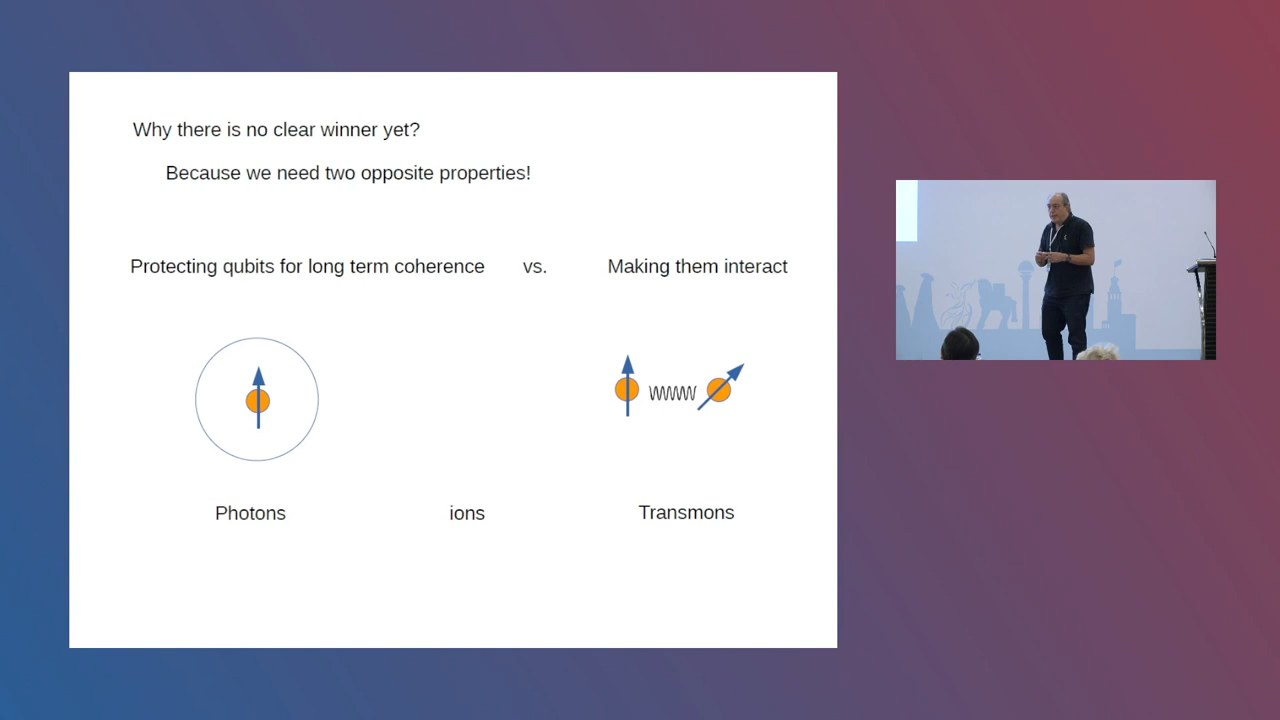 Why there is no clear winner yet?
Because we need two opposite properties!
Protecting qubits for long term coherence vs. Making them interact
Photons ions Transmons